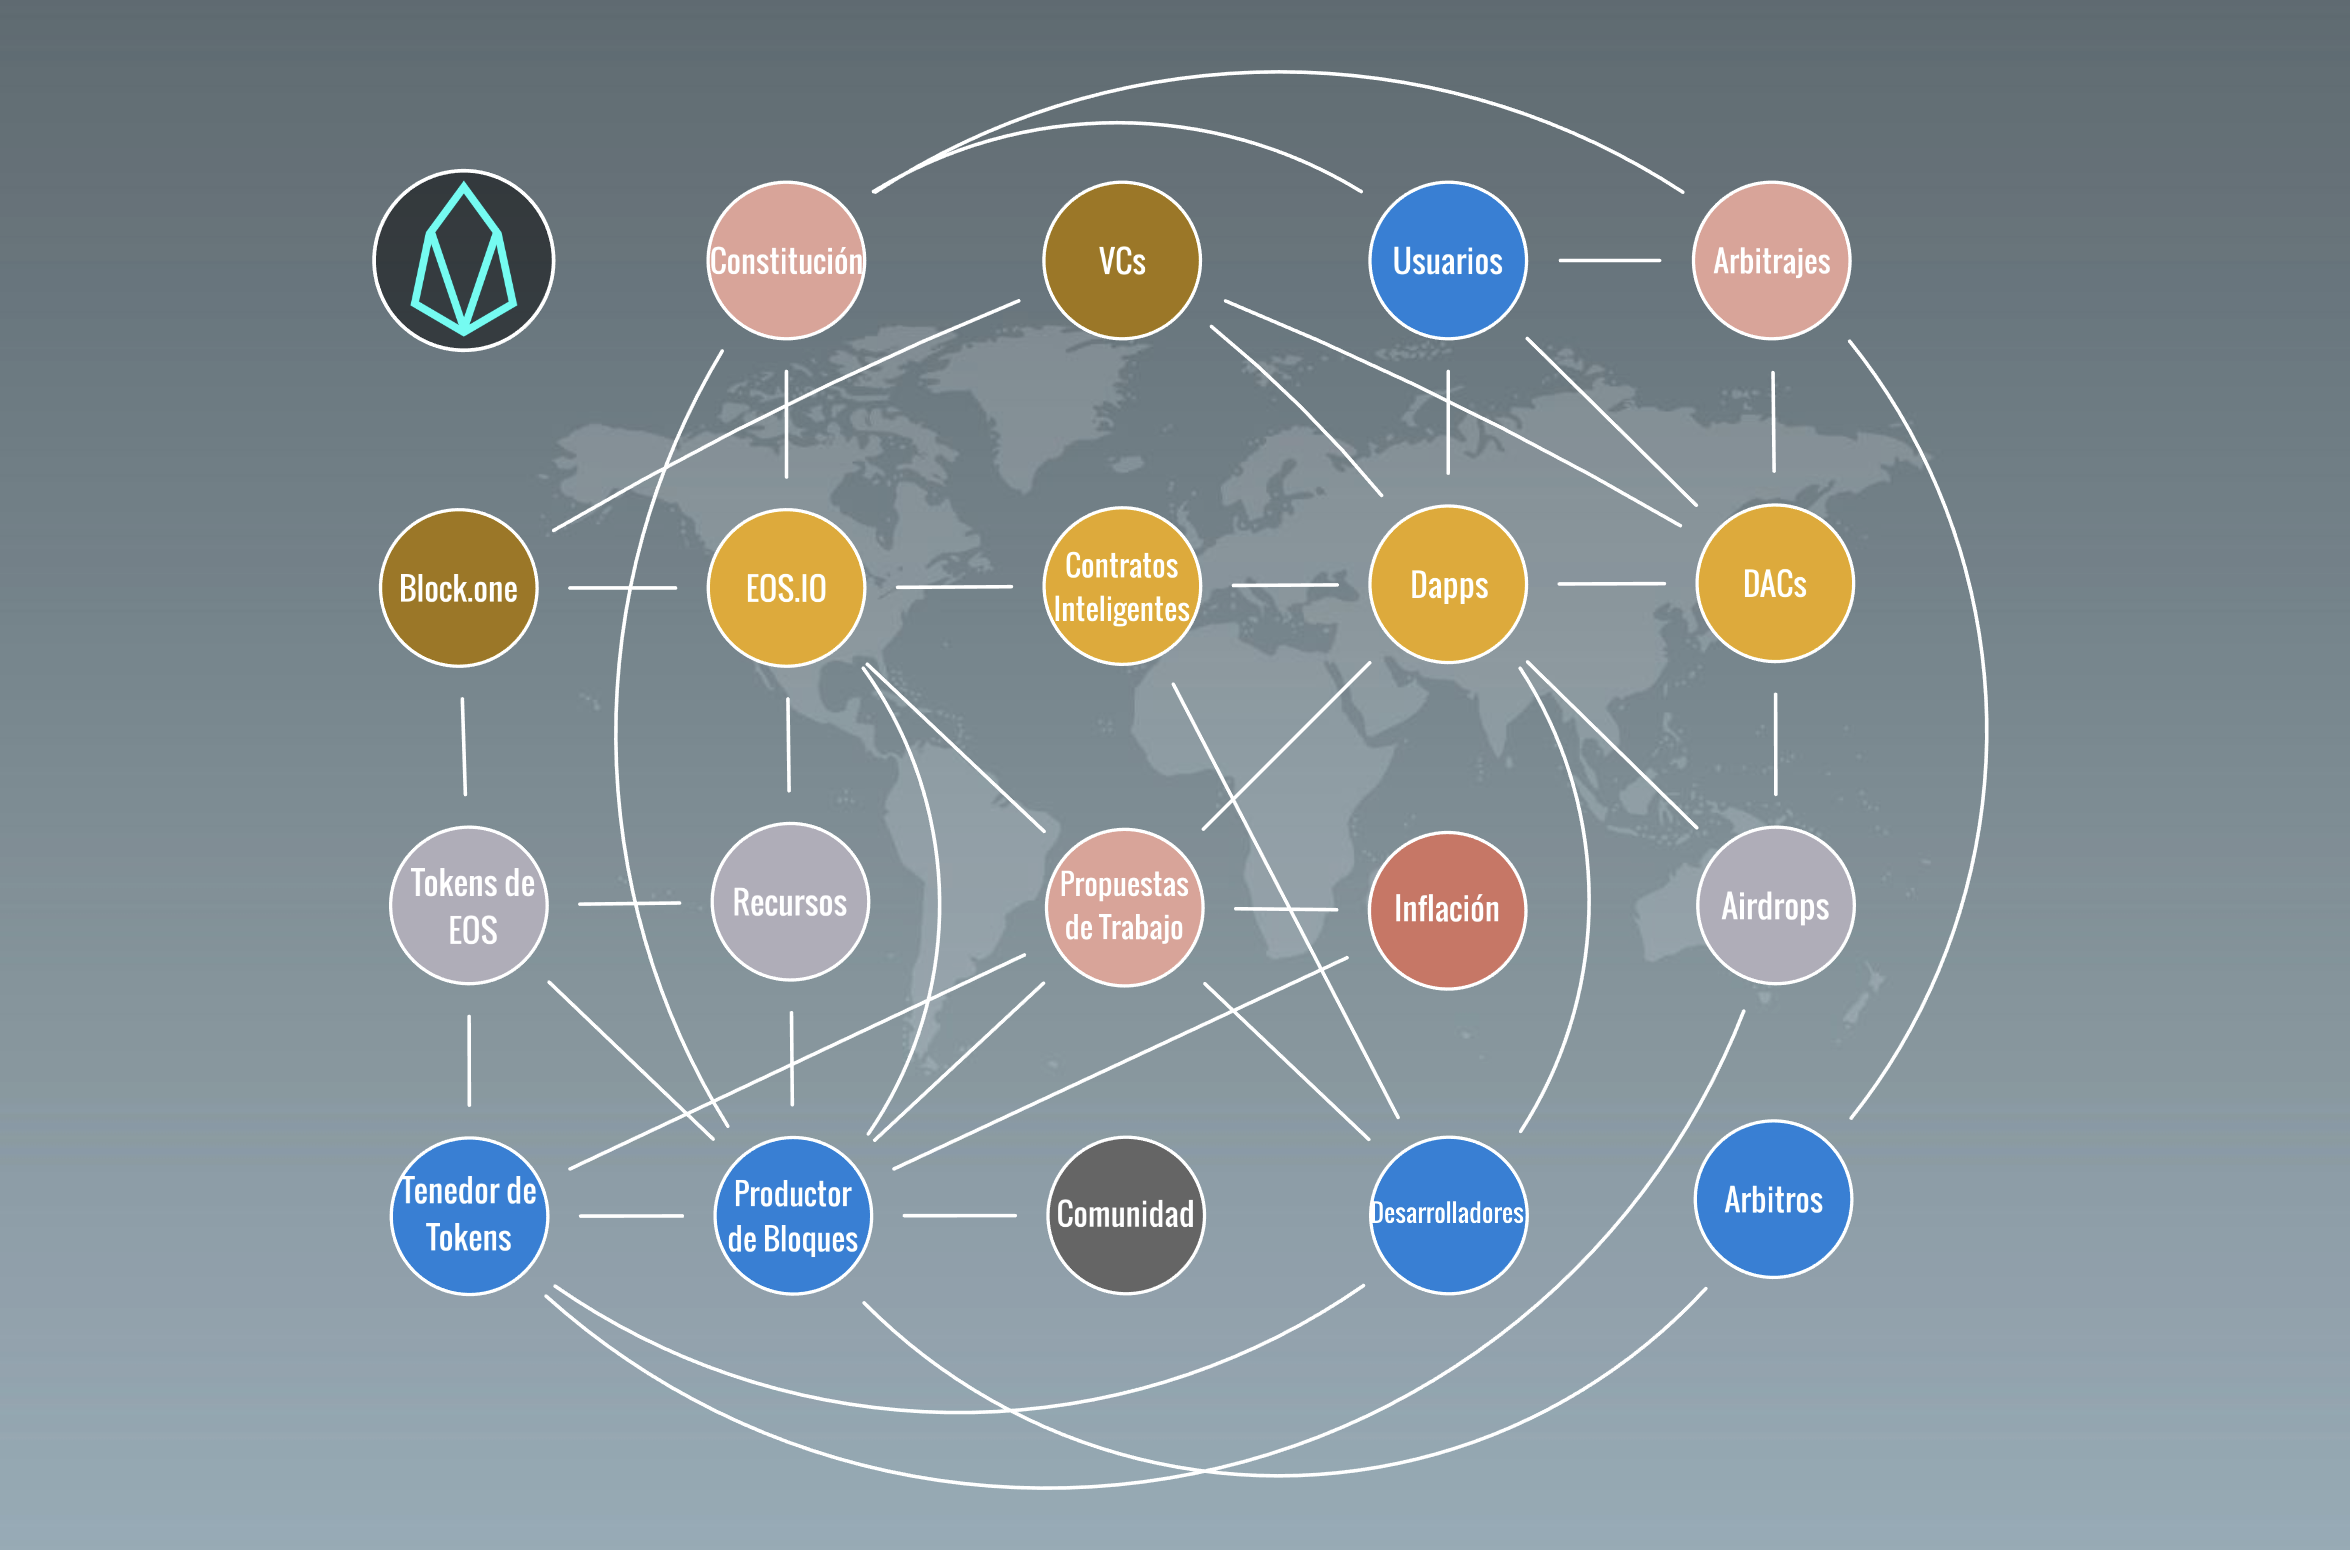 Constitución
VCs
Usuarios
Arbitrajes
Block.one
EOS.IO
Contratos
Inteligentes
Dapps
DACs
Tokens de
EOS
Recursos
Propuestas
de Trabajo
Inflación
Airdrops
Tenedor de
Tokens
Productor
de Bloques
Comunidad
Desarrolladores
Arbitros